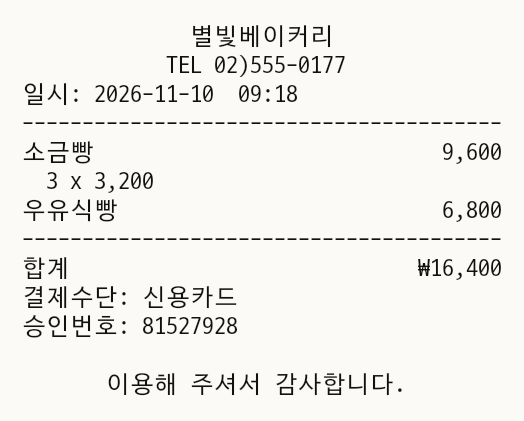 별빛베이커리
TEL 02)555-0177
일시: 2026-11-10  09:18
----------------------------------------
소금빵 9,600
  3 x 3,200
우유식빵 6,800
----------------------------------------
합계 ₩16,400
결제수단: 신용카드
승인번호: 81527928
이용해 주셔서 감사합니다.